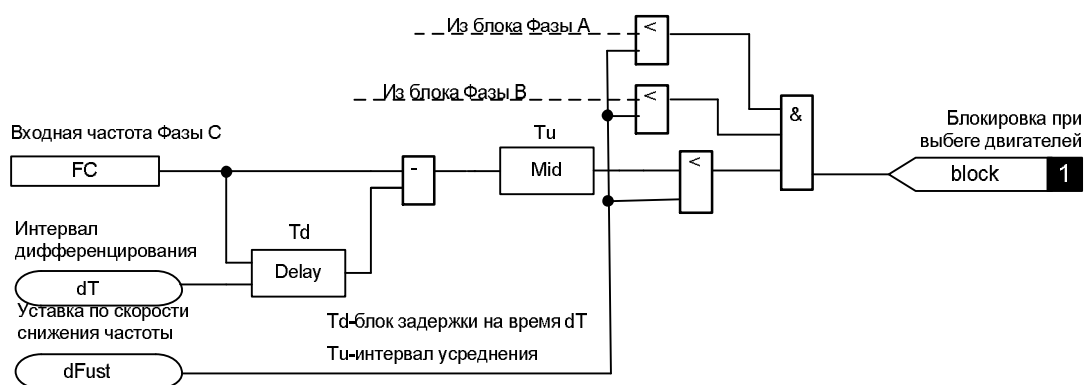 Из блока Фазы А
<
Из блока Фазы В
<
&
Блокировка при
выбеге двигателей
block 1
Входная частота Фазы С
FC
-
Tu
Mid
<
Интервал
дифференцирования
dT
Td
Delay
Уставка по скорости
снижения частоты
dFust
Td-блок задержки на время dT
Tu-интервал усреднения